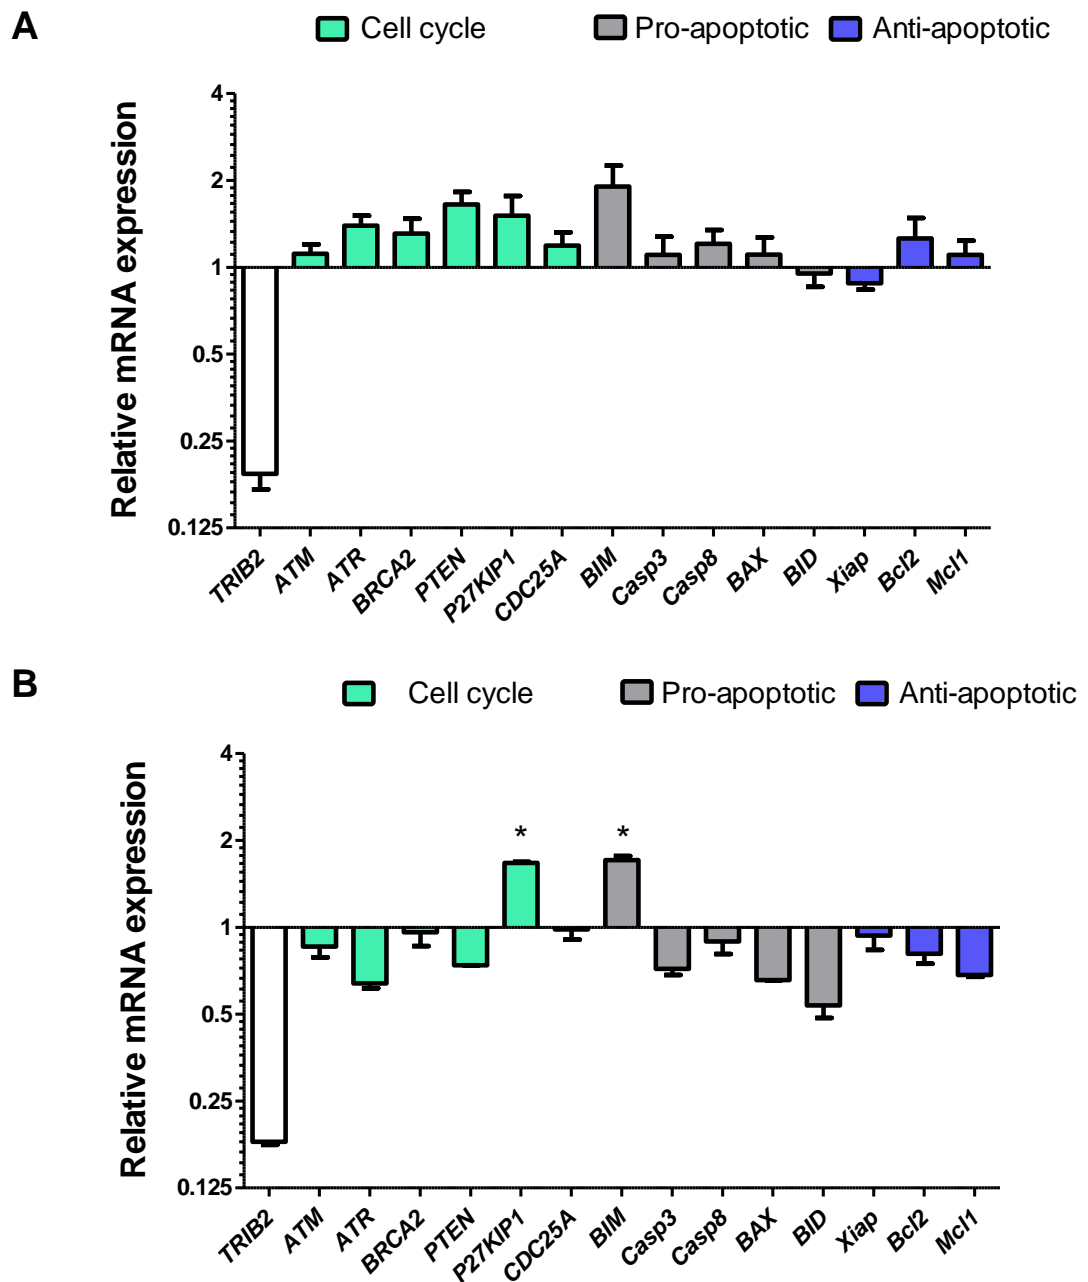 A
Cell cycle Pro-apoptotic Anti-apoptotic
Relative mRNA expression
4
2
1
0.5
0.25
0.125
TRIB2 ATM ATR BRCA2 PTEN P27KIP1 CDC25A BIM Casp3 Casp8 BAX BID Xiap Bcl2 Mcl1
B
Cell cycle Pro-apoptotic Anti-apoptotic
Relative mRNA expression
4
2
1
0.5
0.25
0.125
* *
TRIB2 ATM ATR BRCA2 PTEN P27KIP1 CDC25A BIM Casp3 Casp8 BAX BID Xiap Bcl2 Mcl1